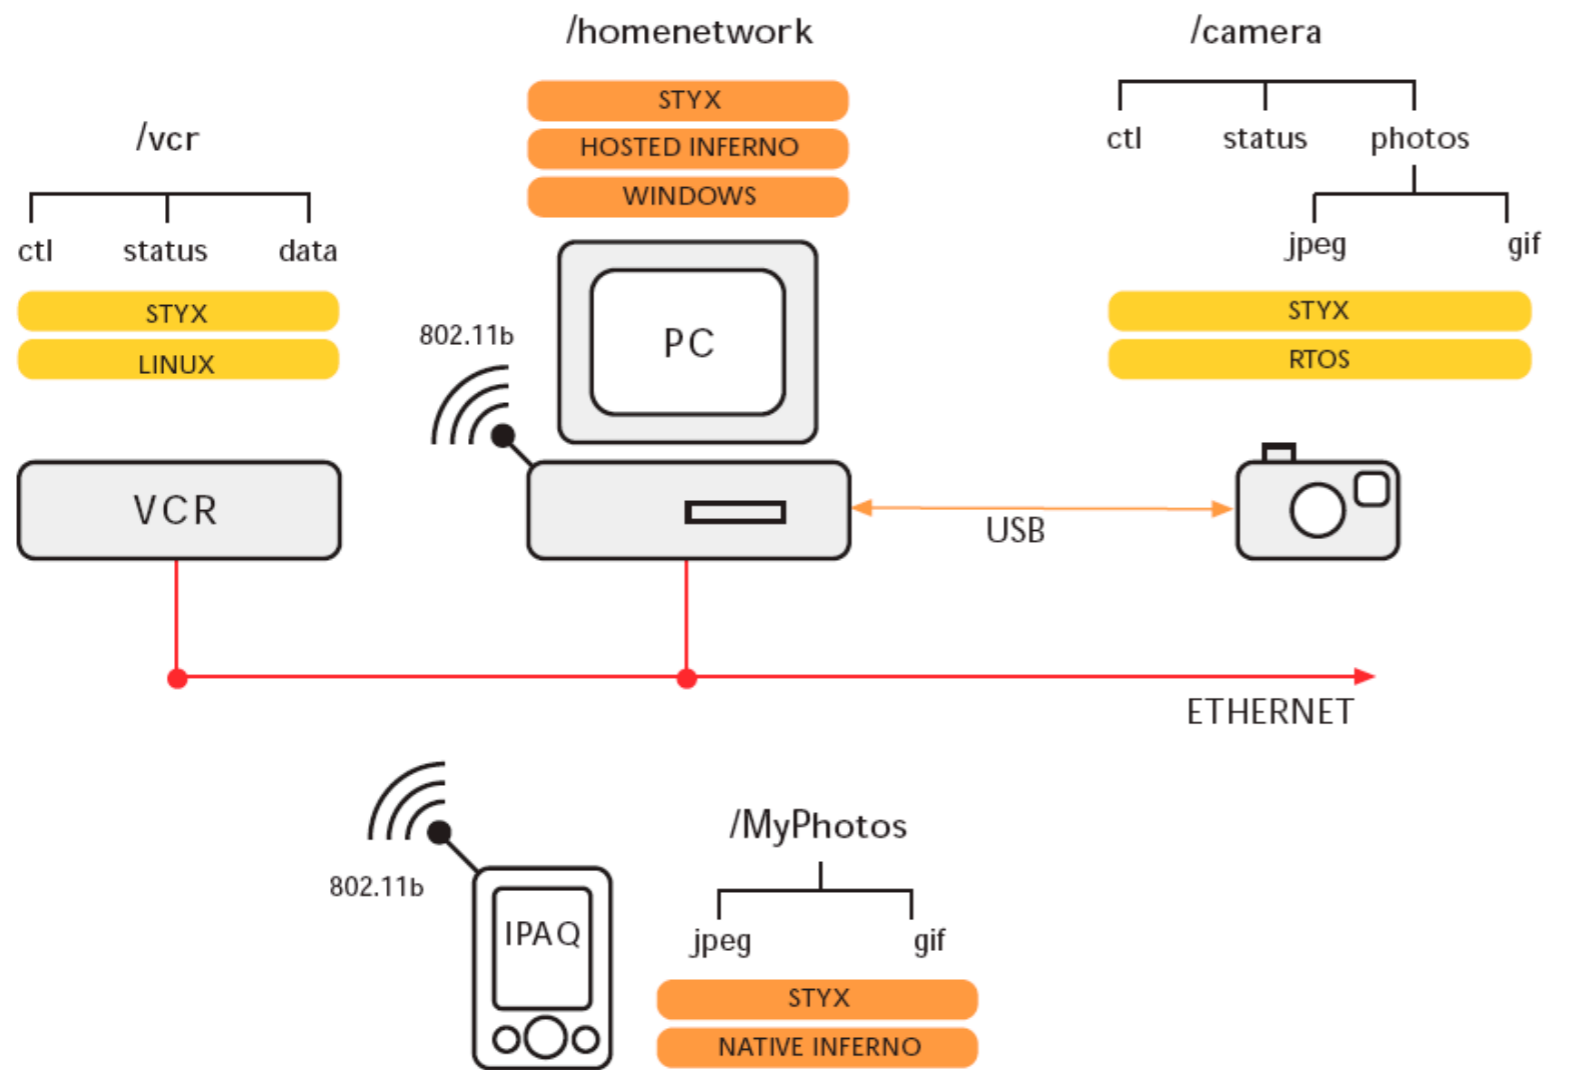 /homenetwork
/camera
STYX
HOSTED INFERNO
WINDOWS
/vcr
ctl status photos
jpeg gif
ctl status data
STYX
LINUX
STYX
RTOS
802.11b
PC
VCR
USB
ETHERNET
802.11b
IPAQ
/MyPhotos
jpeg gif
STYX
NATIVE INFERNO